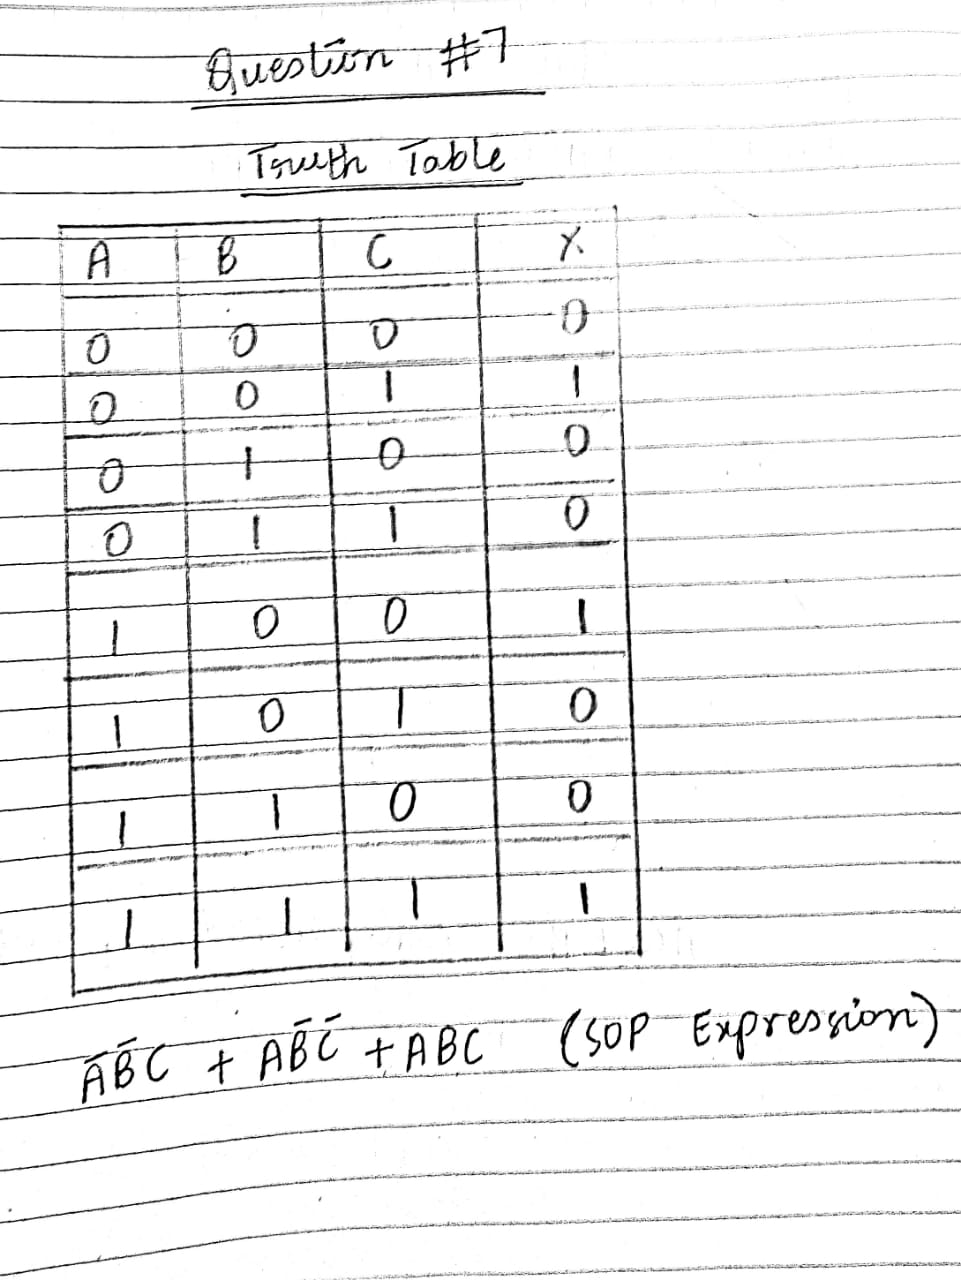 Question #7
Truth Table
A B C X
0 0 0 0
0 0 1 1
0 1 0 0
0 1 1 0
1 0 0 1
1 0 1 0
1 1 0 0
1 1 1 1
A̅B̅C + AB̅C̅ + ABC (SOP Expression)